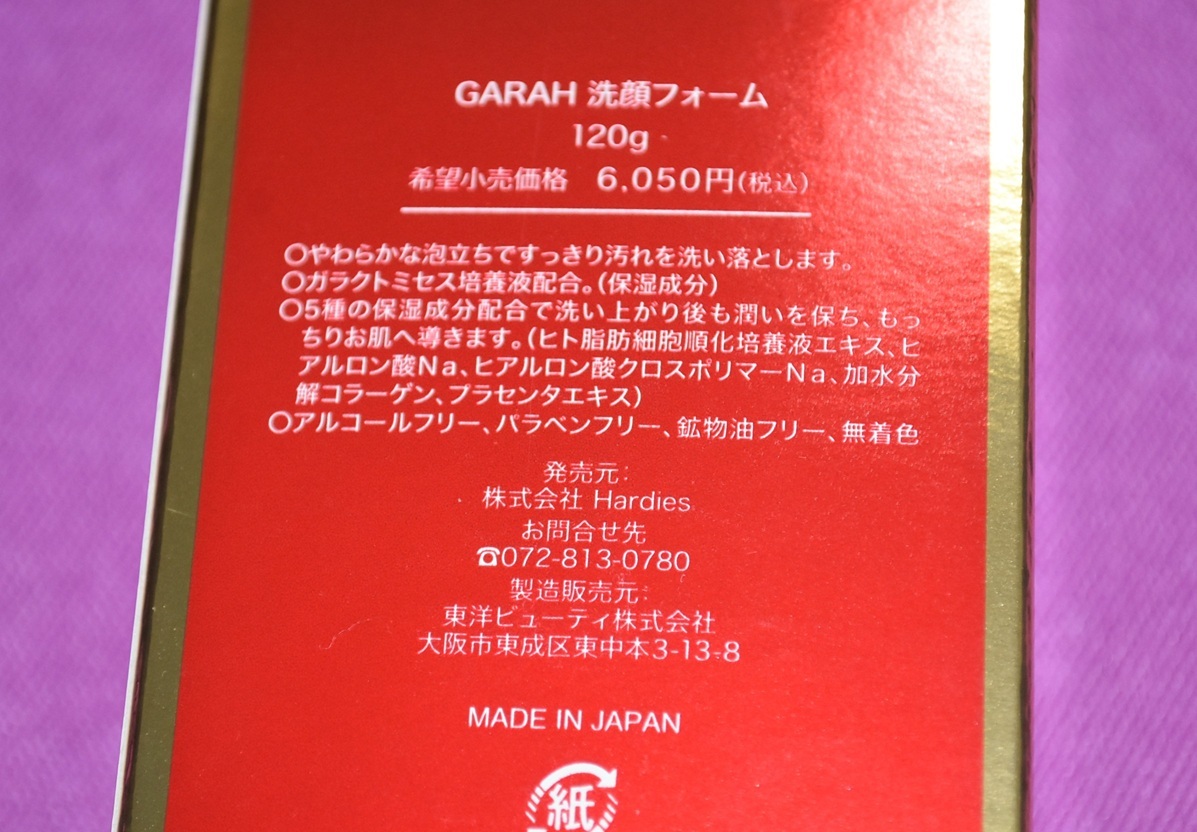 GARAH 洗顔フォーム
120g
希望小売価格 6,050円(税込)
〇やわらかな泡立ちですっきり汚れを洗い落とします。
〇ガラクトミセス培養液配合。(保湿成分)
〇5種の保湿成分配合で洗い上がり後も潤いを保ち、もっ
ちりお肌へ導きます。(ヒト脂肪細胞順化培養液エキス、ヒ
アルロン酸Na、ヒアルロン酸クロスポリマーNa、加水分
解コラーゲン、プラセンタエキス)
〇アルコールフリー、パラベンフリー、鉱物油フリー、無着色
発売元:
株式会社 Hardies
お問合せ先
☎072-813-0780
製造販売元:
東洋ビューティ株式会社
大阪市東成区東中本3-13-8
MADE IN JAPAN
紙